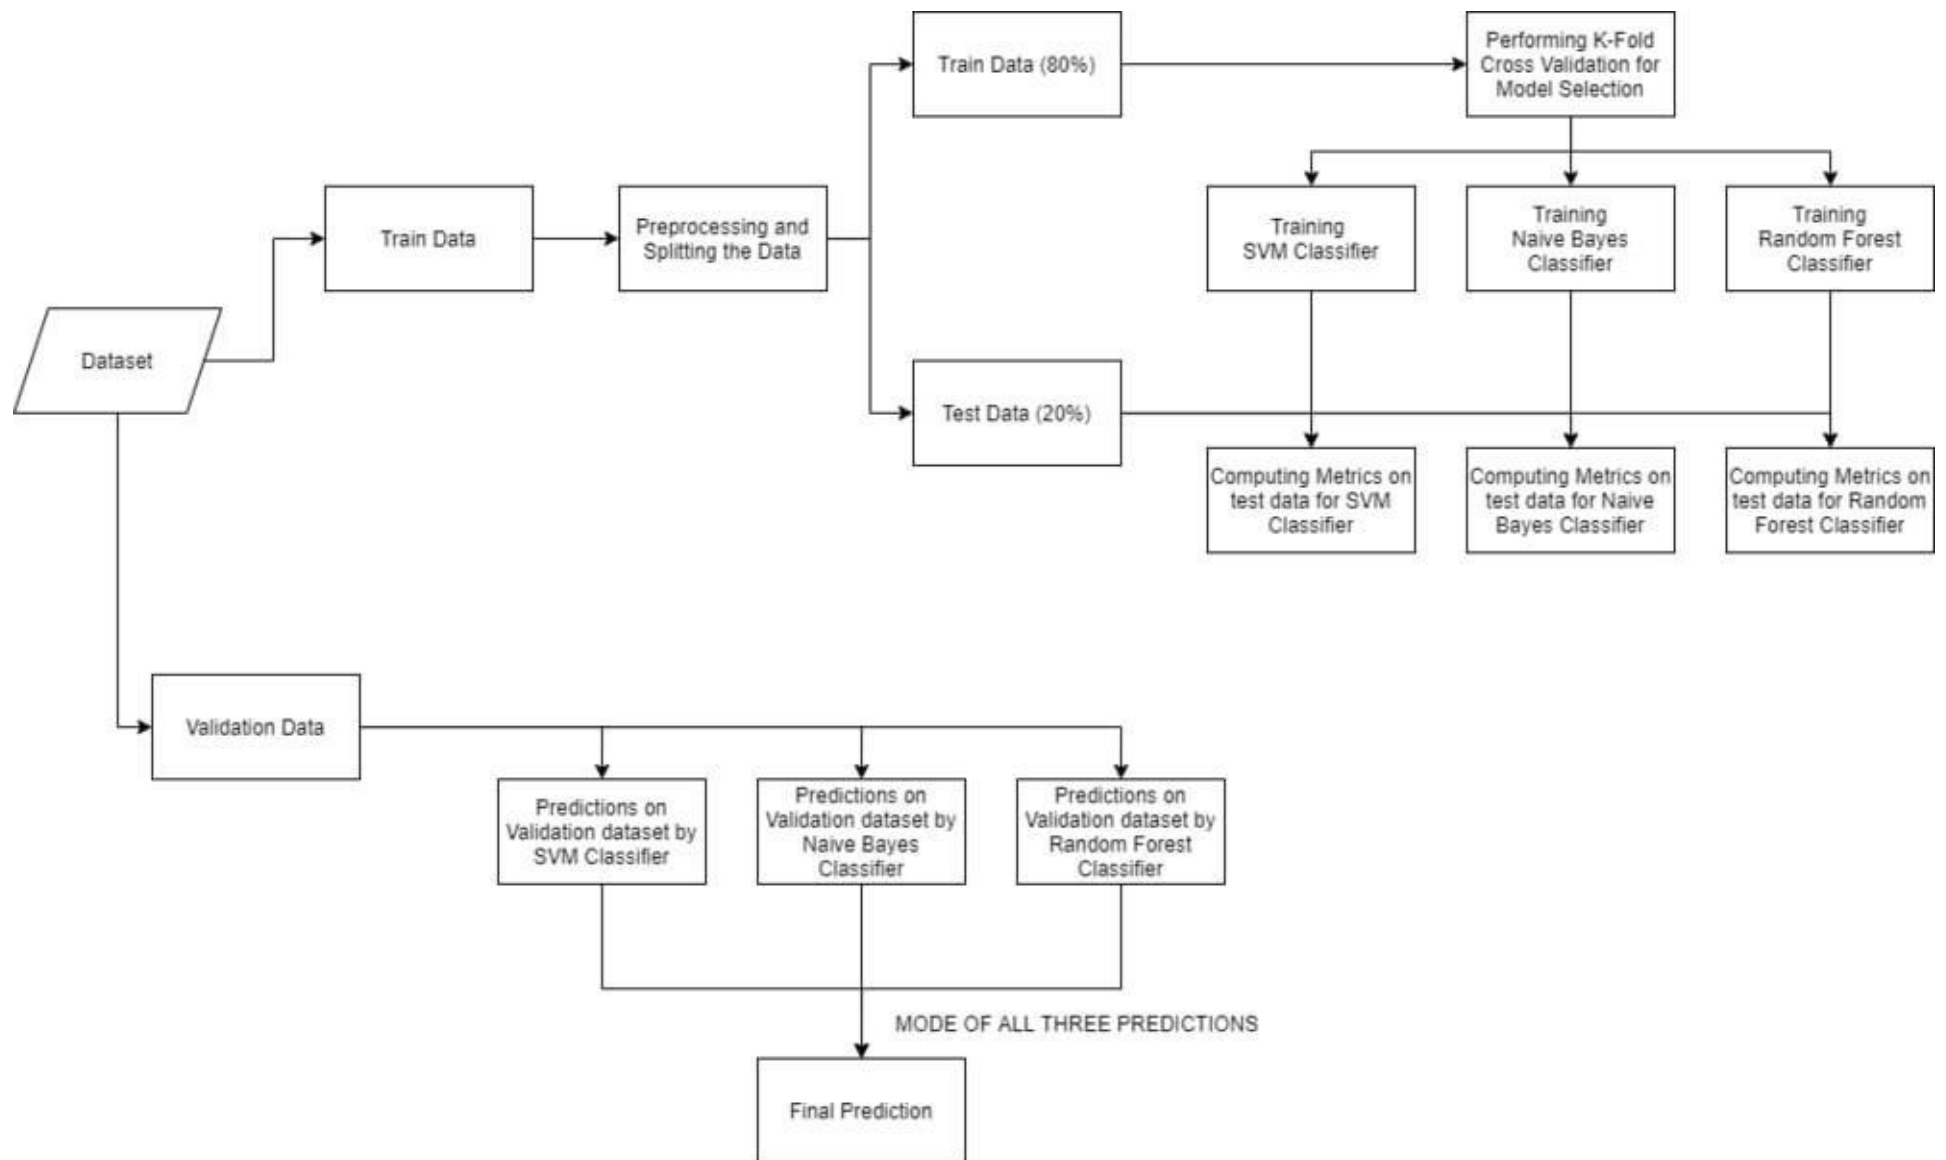 Train Data (80%)
Performing K-Fold
Cross Validation for
Model Selection
Train Data
Preprocessing and
Splitting the Data
Training
SVM Classifier
Training
Naive Bayes
Classifier
Training
Random Forest
Classifier
Dataset
Test Data (20%)
Computing Metrics on
test data for SVM
Classifier
Computing Metrics on
test data for Naive
Bayes Classifier
Computing Metrics on
test data for Random
Forest Classifier
Validation Data
Predictions on
Validation dataset by
SVM Classifier
Predictions on
Validation dataset by
Naive Bayes
Classifier
Predictions on
Validation dataset by
Random Forest
Classifier
MODE OF ALL THREE PREDICTIONS
Final Prediction